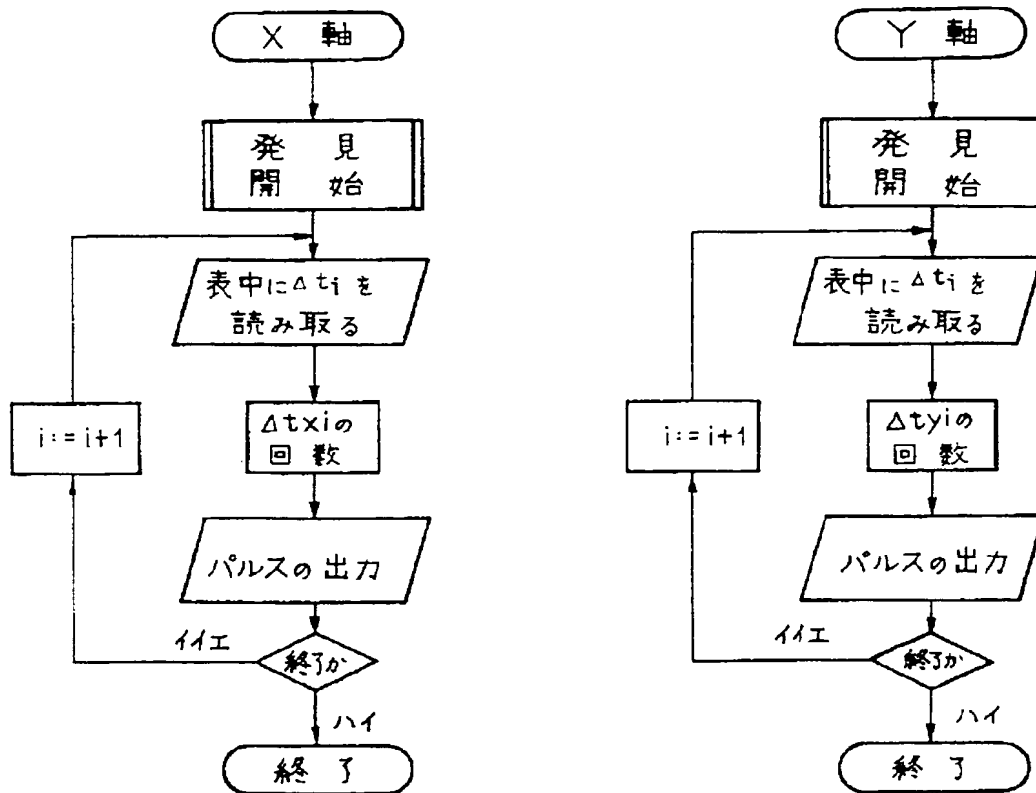 X 軸
発 見
開 始
表中にΔtiを
読み取る
Δtxiの
回 数
i:=i+1
パルスの出力
イイエ
終了か
ハイ
終 了
Y 軸
発 見
開 始
表中にΔtiを
読み取る
Δtyiの
回 数
i:=i+1
パルスの出力
イイエ
終了か
ハイ
終 了